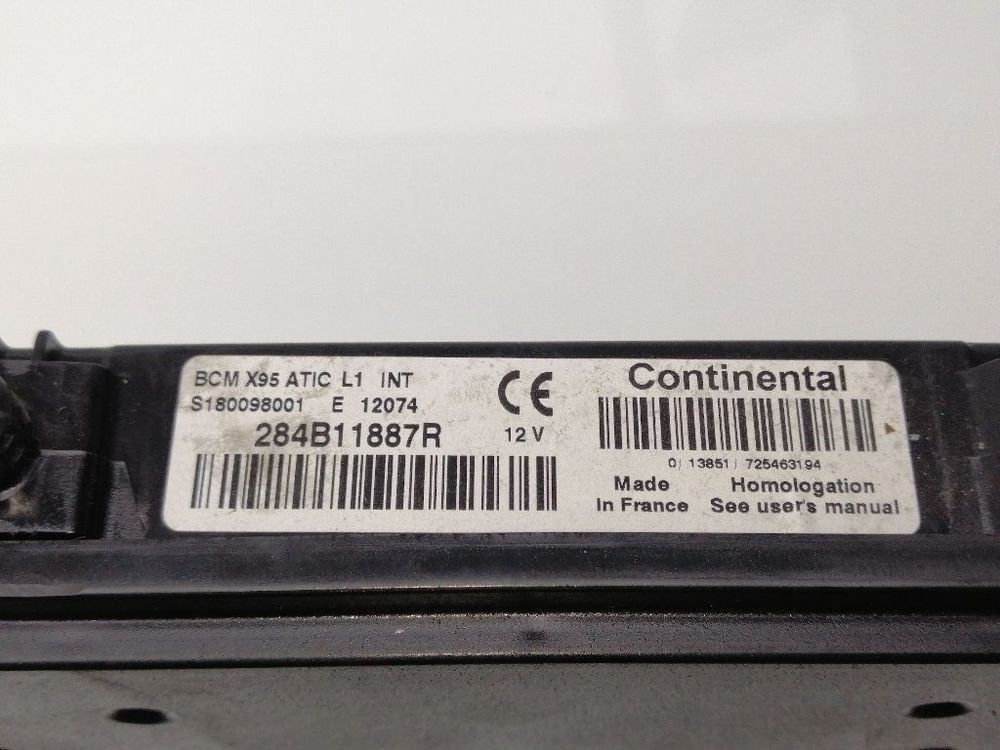 BCM X95 ATIC L1 INT
S180098001 E 12074
284B11887R
12 V
CE
Continental
0| 13851| 725463194
Made
In France
Homologation
See user's manual